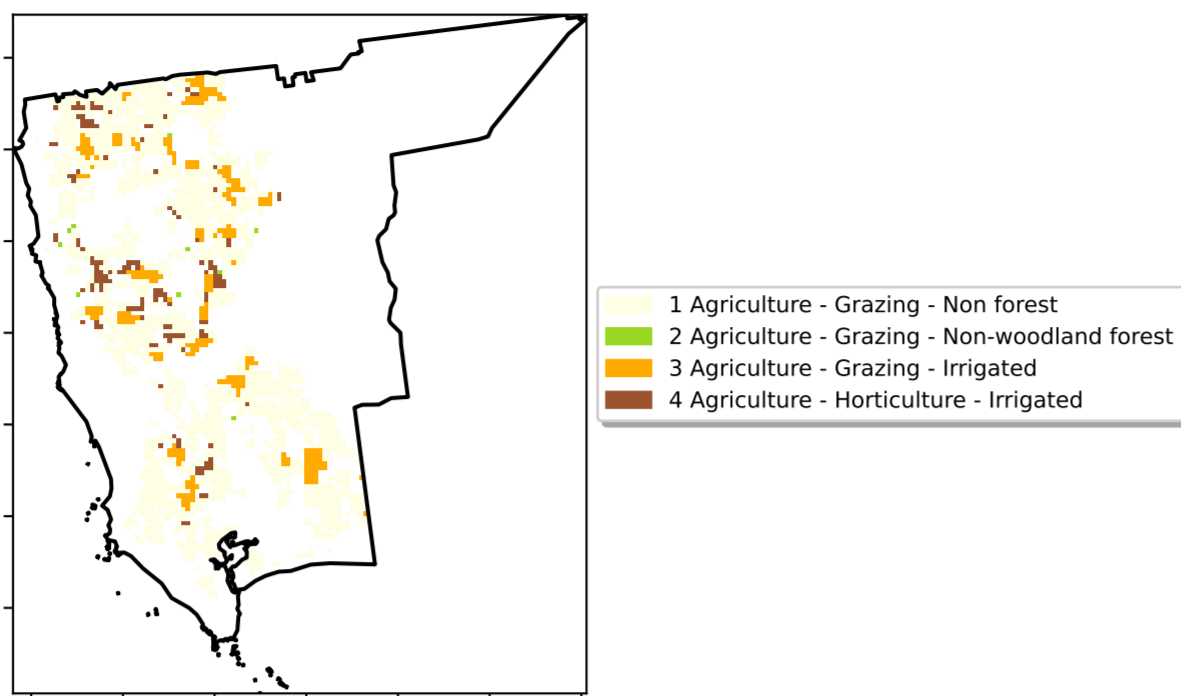 1 Agriculture - Grazing - Non forest
2 Agriculture - Grazing - Non-woodland forest
3 Agriculture - Grazing - Irrigated
4 Agriculture - Horticulture - Irrigated